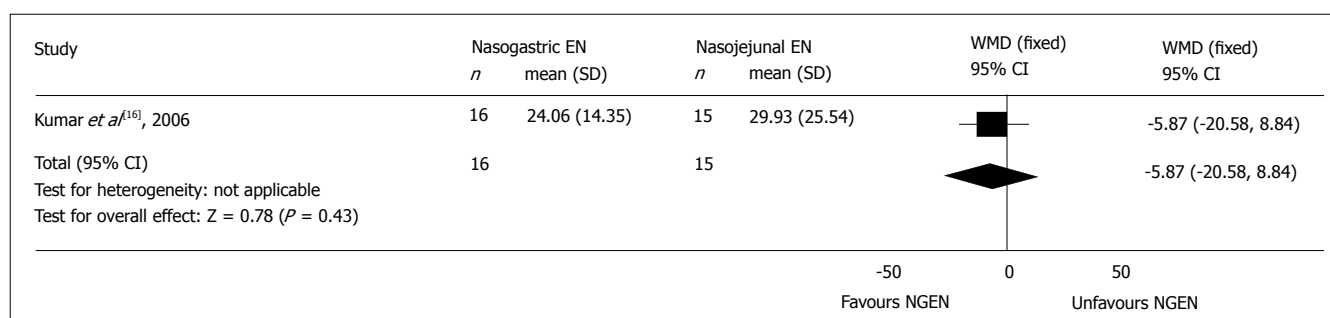 Study Nasogastric EN Nasojejunal EN WMD (fixed) WMD (fixed)
n mean (SD) n mean (SD) 95% CI 95% CI
Kumar et al[16], 2006 16 24.06 (14.35) 15 29.93 (25.54) -5.87 (-20.58, 8.84)
Total (95% CI) 16 15 -5.87 (-20.58, 8.84)
Test for heterogeneity: not applicable
Test for overall effect: Z = 0.78 (P = 0.43)
-50 0 50
Favours NGEN Unfavours NGEN